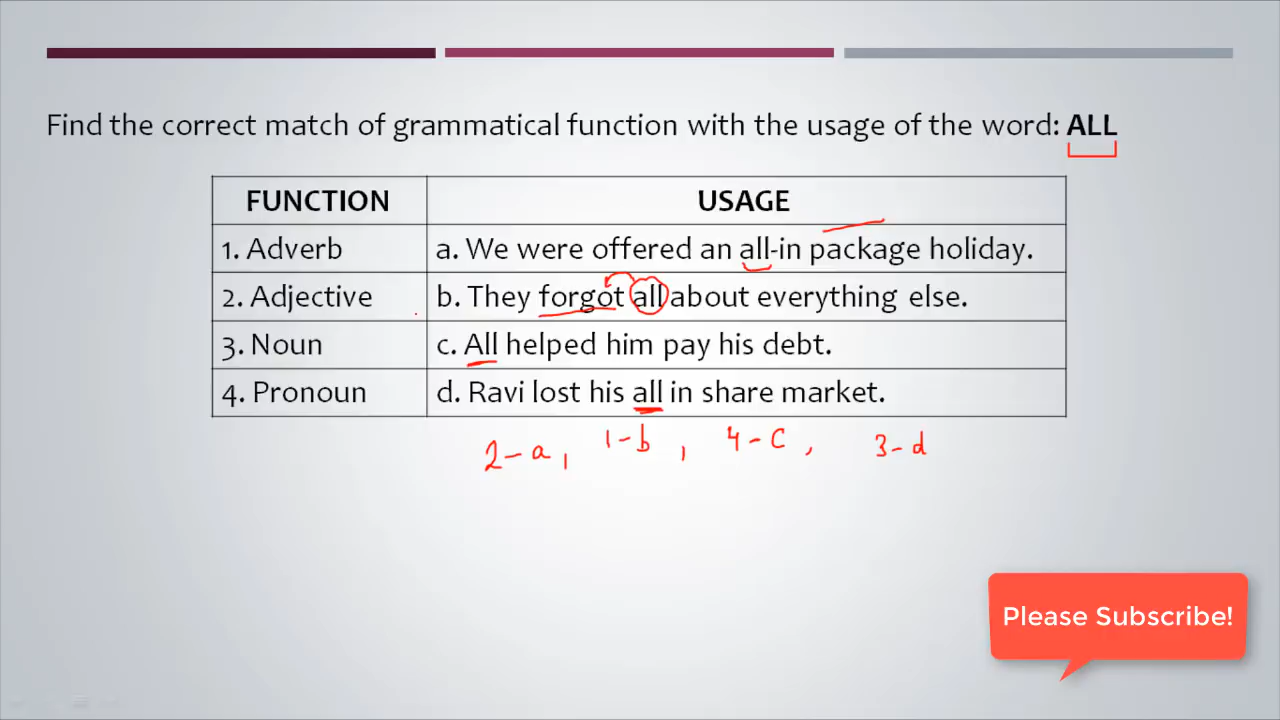 Find the correct match of grammatical function with the usage of the word: ALL
FUNCTION USAGE
1. Adverb a. We were offered an all-in package holiday.
2. Adjective b. They forgot all about everything else.
3. Noun c. All helped him pay his debt.
4. Pronoun d. Ravi lost his all in share market.
2-a, 1-b, 4-c, 3-d
Please Subscribe!